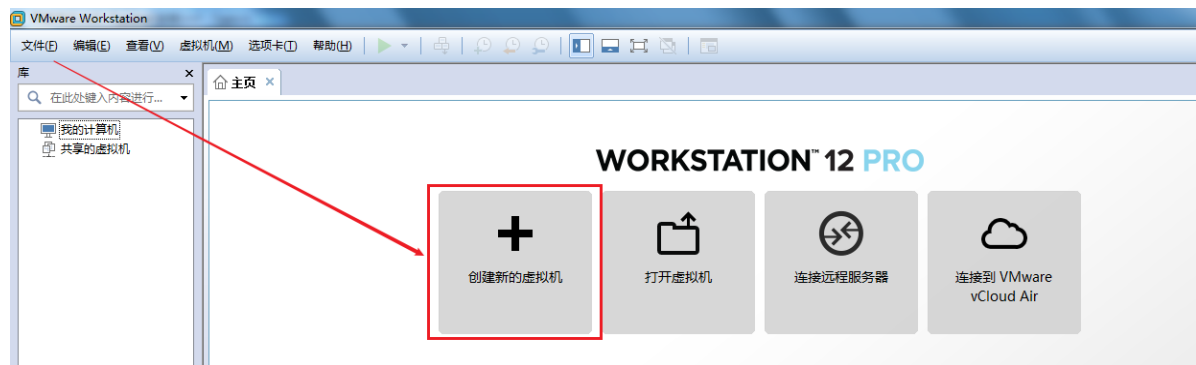 VMware Workstation
文件(F) 编辑(E) 查看(V) 虚拟机(M) 选项卡(T) 帮助(H)
库
主页
在此处键入内容进行...
我的计算机
共享的虚拟机
WORKSTATION™ 12 PRO
创建新的虚拟机
打开虚拟机
连接远程服务器
连接到 VMware
vCloud Air